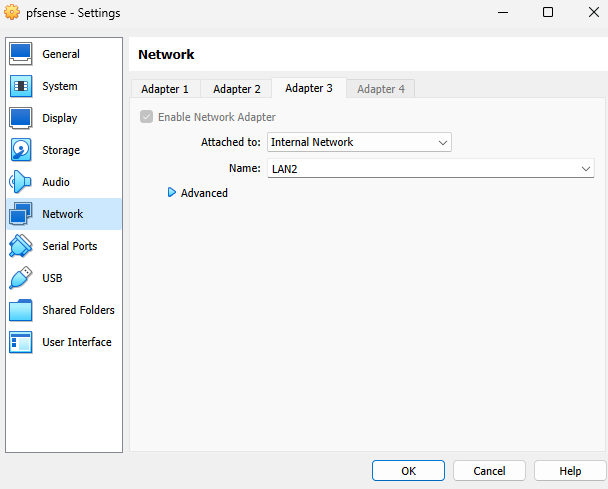 pfsense - Settings
General
System
Display
Storage
Audio
Network
Serial Ports
USB
Shared Folders
User Interface
Network
Adapter 1 Adapter 2 Adapter 3 Adapter 4
Enable Network Adapter
Attached to: Internal Network
Name: LAN2
Advanced
OK Cancel Help